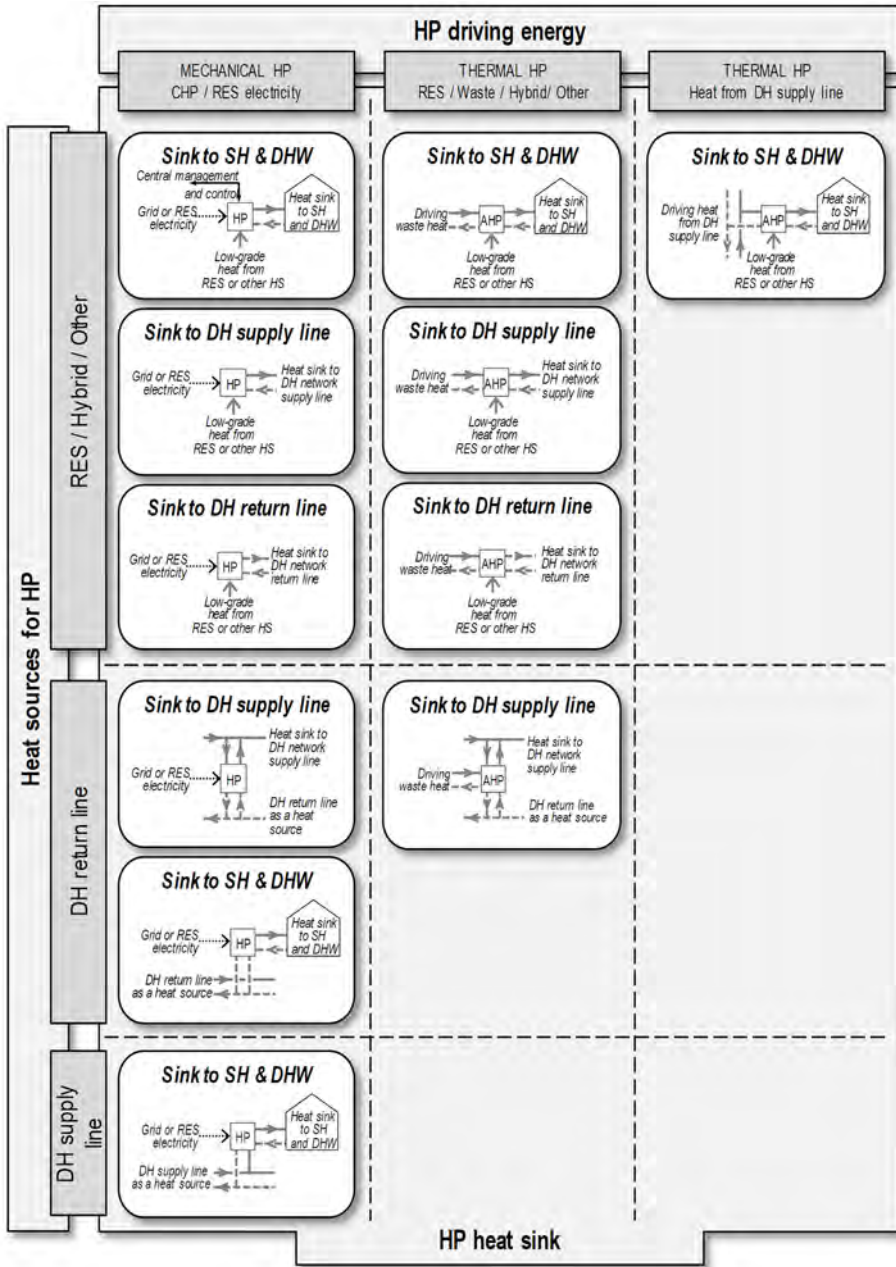 HP driving energy
MECHANICAL HP
CHP / RES electricity
THERMAL HP
RES / Waste / Hybrid/ Other
THERMAL HP
Heat from DH supply line
Heat sources for HP
RES / Hybrid / Other
Sink to SH & DHW
Central management
and control
Grid or RES
electricity
HP
Heat sink
to SH
and DHW
Low-grade
heat from
RES or other HS
Sink to SH & DHW
Driving
waste heat
AHP
Heat sink
to SH
and DHW
Low-grade
heat from
RES or other HS
Sink to SH & DHW
Driving heat
from DH
supply line
AHP
Heat sink
to SH
and DHW
Low-grade
heat from
RES or other HS
Sink to DH supply line
Grid or RES
electricity
HP
Heat sink to
DH network
supply line
Low-grade
heat from
RES or other HS
Sink to DH supply line
Driving
waste heat
AHP
Heat sink to
DH network
supply line
Low-grade
heat from
RES or other HS
Sink to DH return line
Grid or RES
electricity
HP
Heat sink to
DH network
return line
Low-grade
heat from
RES or other HS
Sink to DH return line
Driving
waste heat
AHP
Heat sink to
DH network
return line
Low-grade
heat from
RES or other HS
DH return line
Sink to DH supply line
Heat sink to
DH network
supply line
Grid or RES
electricity
HP
DH return line
as a heat
source
Sink to DH supply line
Heat sink to
DH network
supply line
Driving
waste heat
AHP
DH return line
as a heat
source
Sink to SH & DHW
Grid or RES
electricity
HP
Heat sink
to SH
and DHW
DH return line
as a heat source
DH supply
line
Sink to SH & DHW
Grid or RES
electricity
HP
Heat sink
to SH
and DHW
DH supply line
as a heat source
HP heat sink